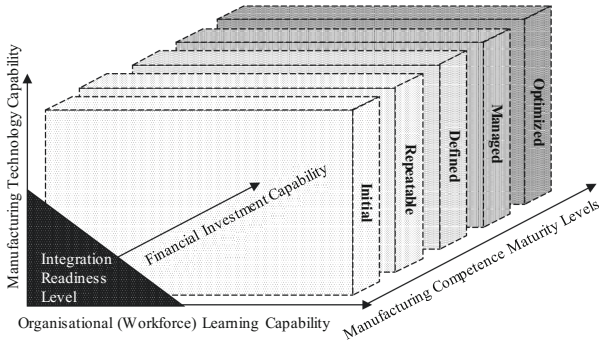 Manufacturing Technology Capability
Integration
Readiness
Level
Financial Investment Capability
Initial
Repeatable
Defined
Managed
Optimized
Organisational (Workforce) Learning Capability
Manufacturing Competence Maturity Levels